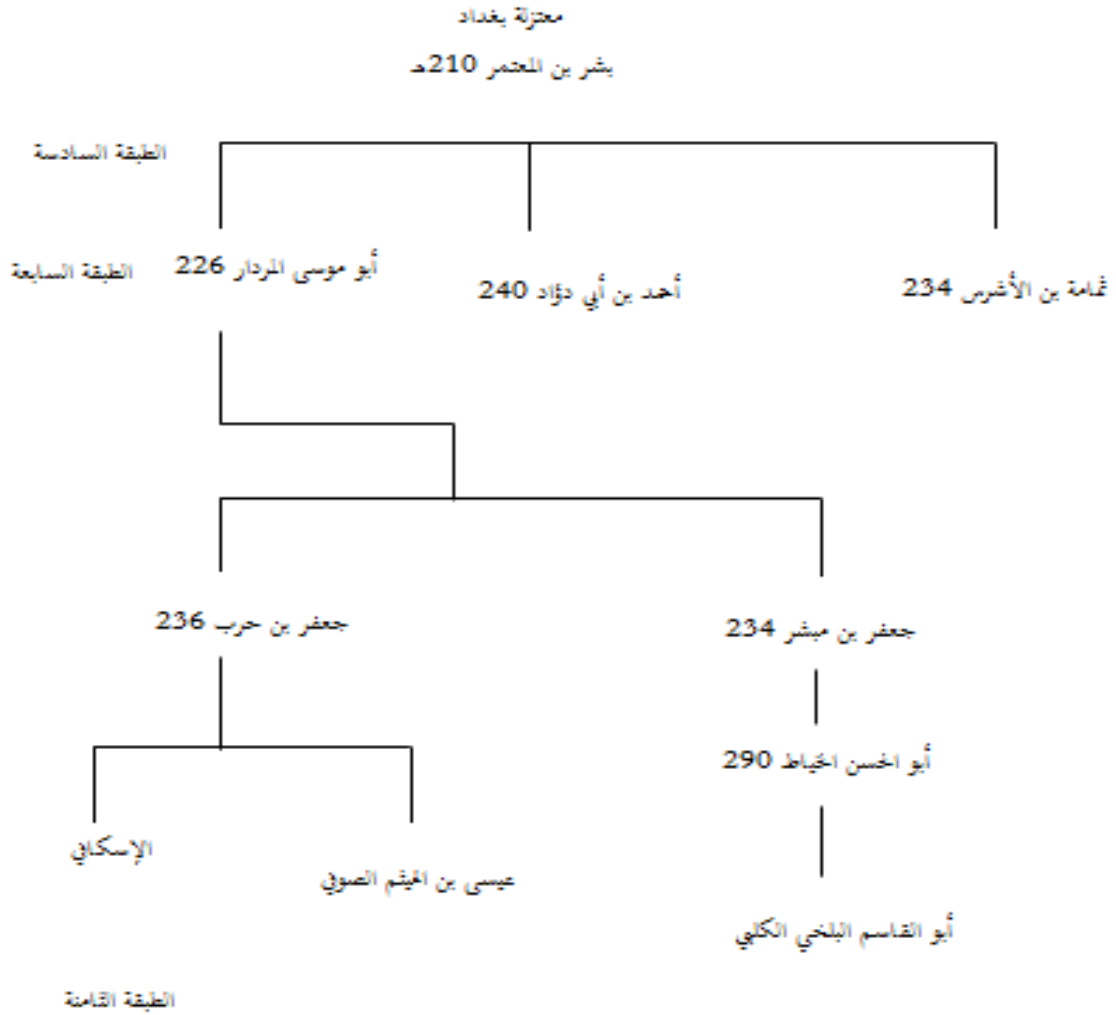 معتزلة بغداد
بشر بن المعتمر 210هـ
الطبقة السادسة
ثمامة بن الأشرس 234
أحمد بن أبي دؤاد 240
أبو موسى المردار 226
الطبقة السابعة
جعفر بن مبشر 234
جعفر بن حرب 236
أبو الحسن الخياط 290
الإسكافي
عيسى بن الهيثم الصوفي
أبو القاسم البلخي الكلبي
الطبقة الثامنة